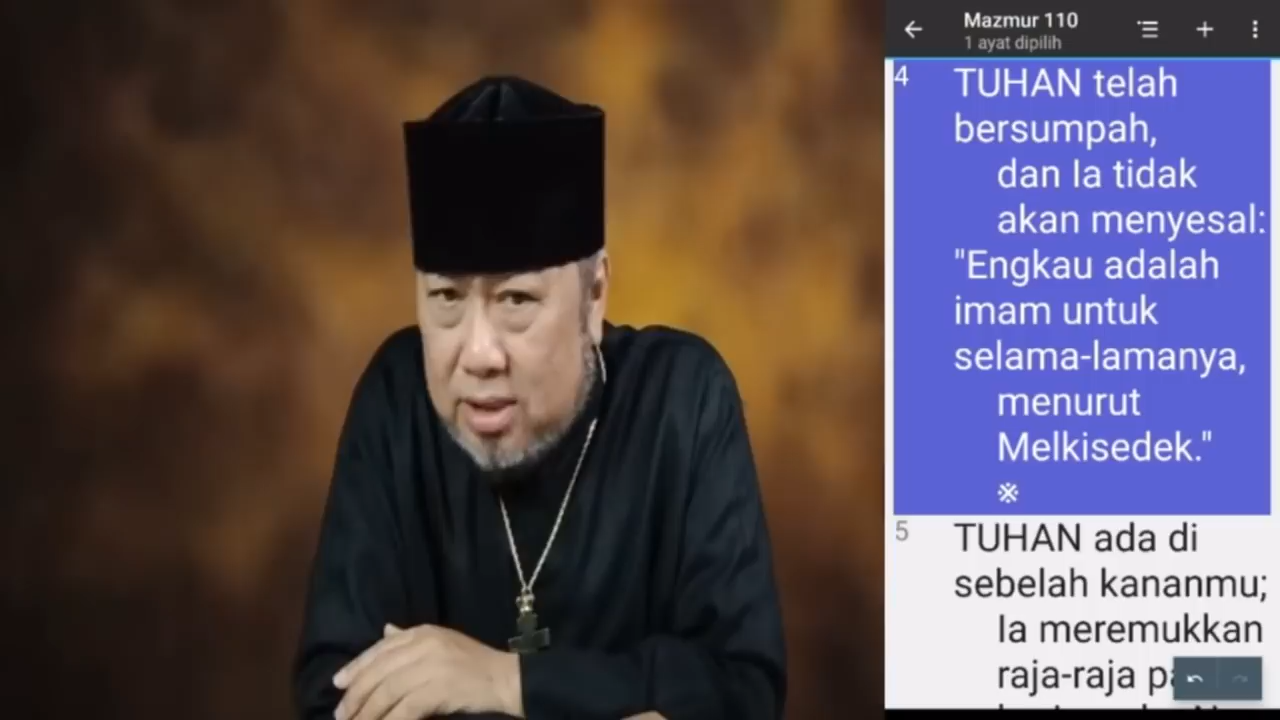 Mazmur 110
1 ayat dipilih
4 TUHAN telah
bersumpah,
dan Ia tidak
akan menyesal:
"Engkau adalah
imam untuk
selama-lamanya,
menurut
Melkisedek."
※
5 TUHAN ada di
sebelah kananmu;
Ia meremukkan
raja-raja